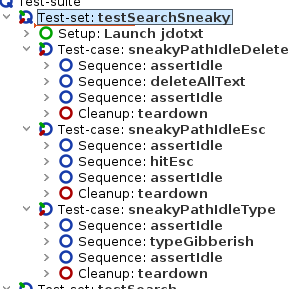 Test-suite
Test-set: testSearchSneaky
Setup: Launch jdotxt
Test-case: sneakyPathIdleDelete
Sequence: assertIdle
Sequence: deleteAllText
Sequence: assertIdle
Cleanup: teardown
Test-case: sneakyPathIdleEsc
Sequence: assertIdle
Sequence: hitEsc
Sequence: assertIdle
Cleanup: teardown
Test-case: sneakyPathIdleType
Sequence: assertIdle
Sequence: typeGibberish
Sequence: assertIdle
Cleanup: teardown
Test-set: testSearch